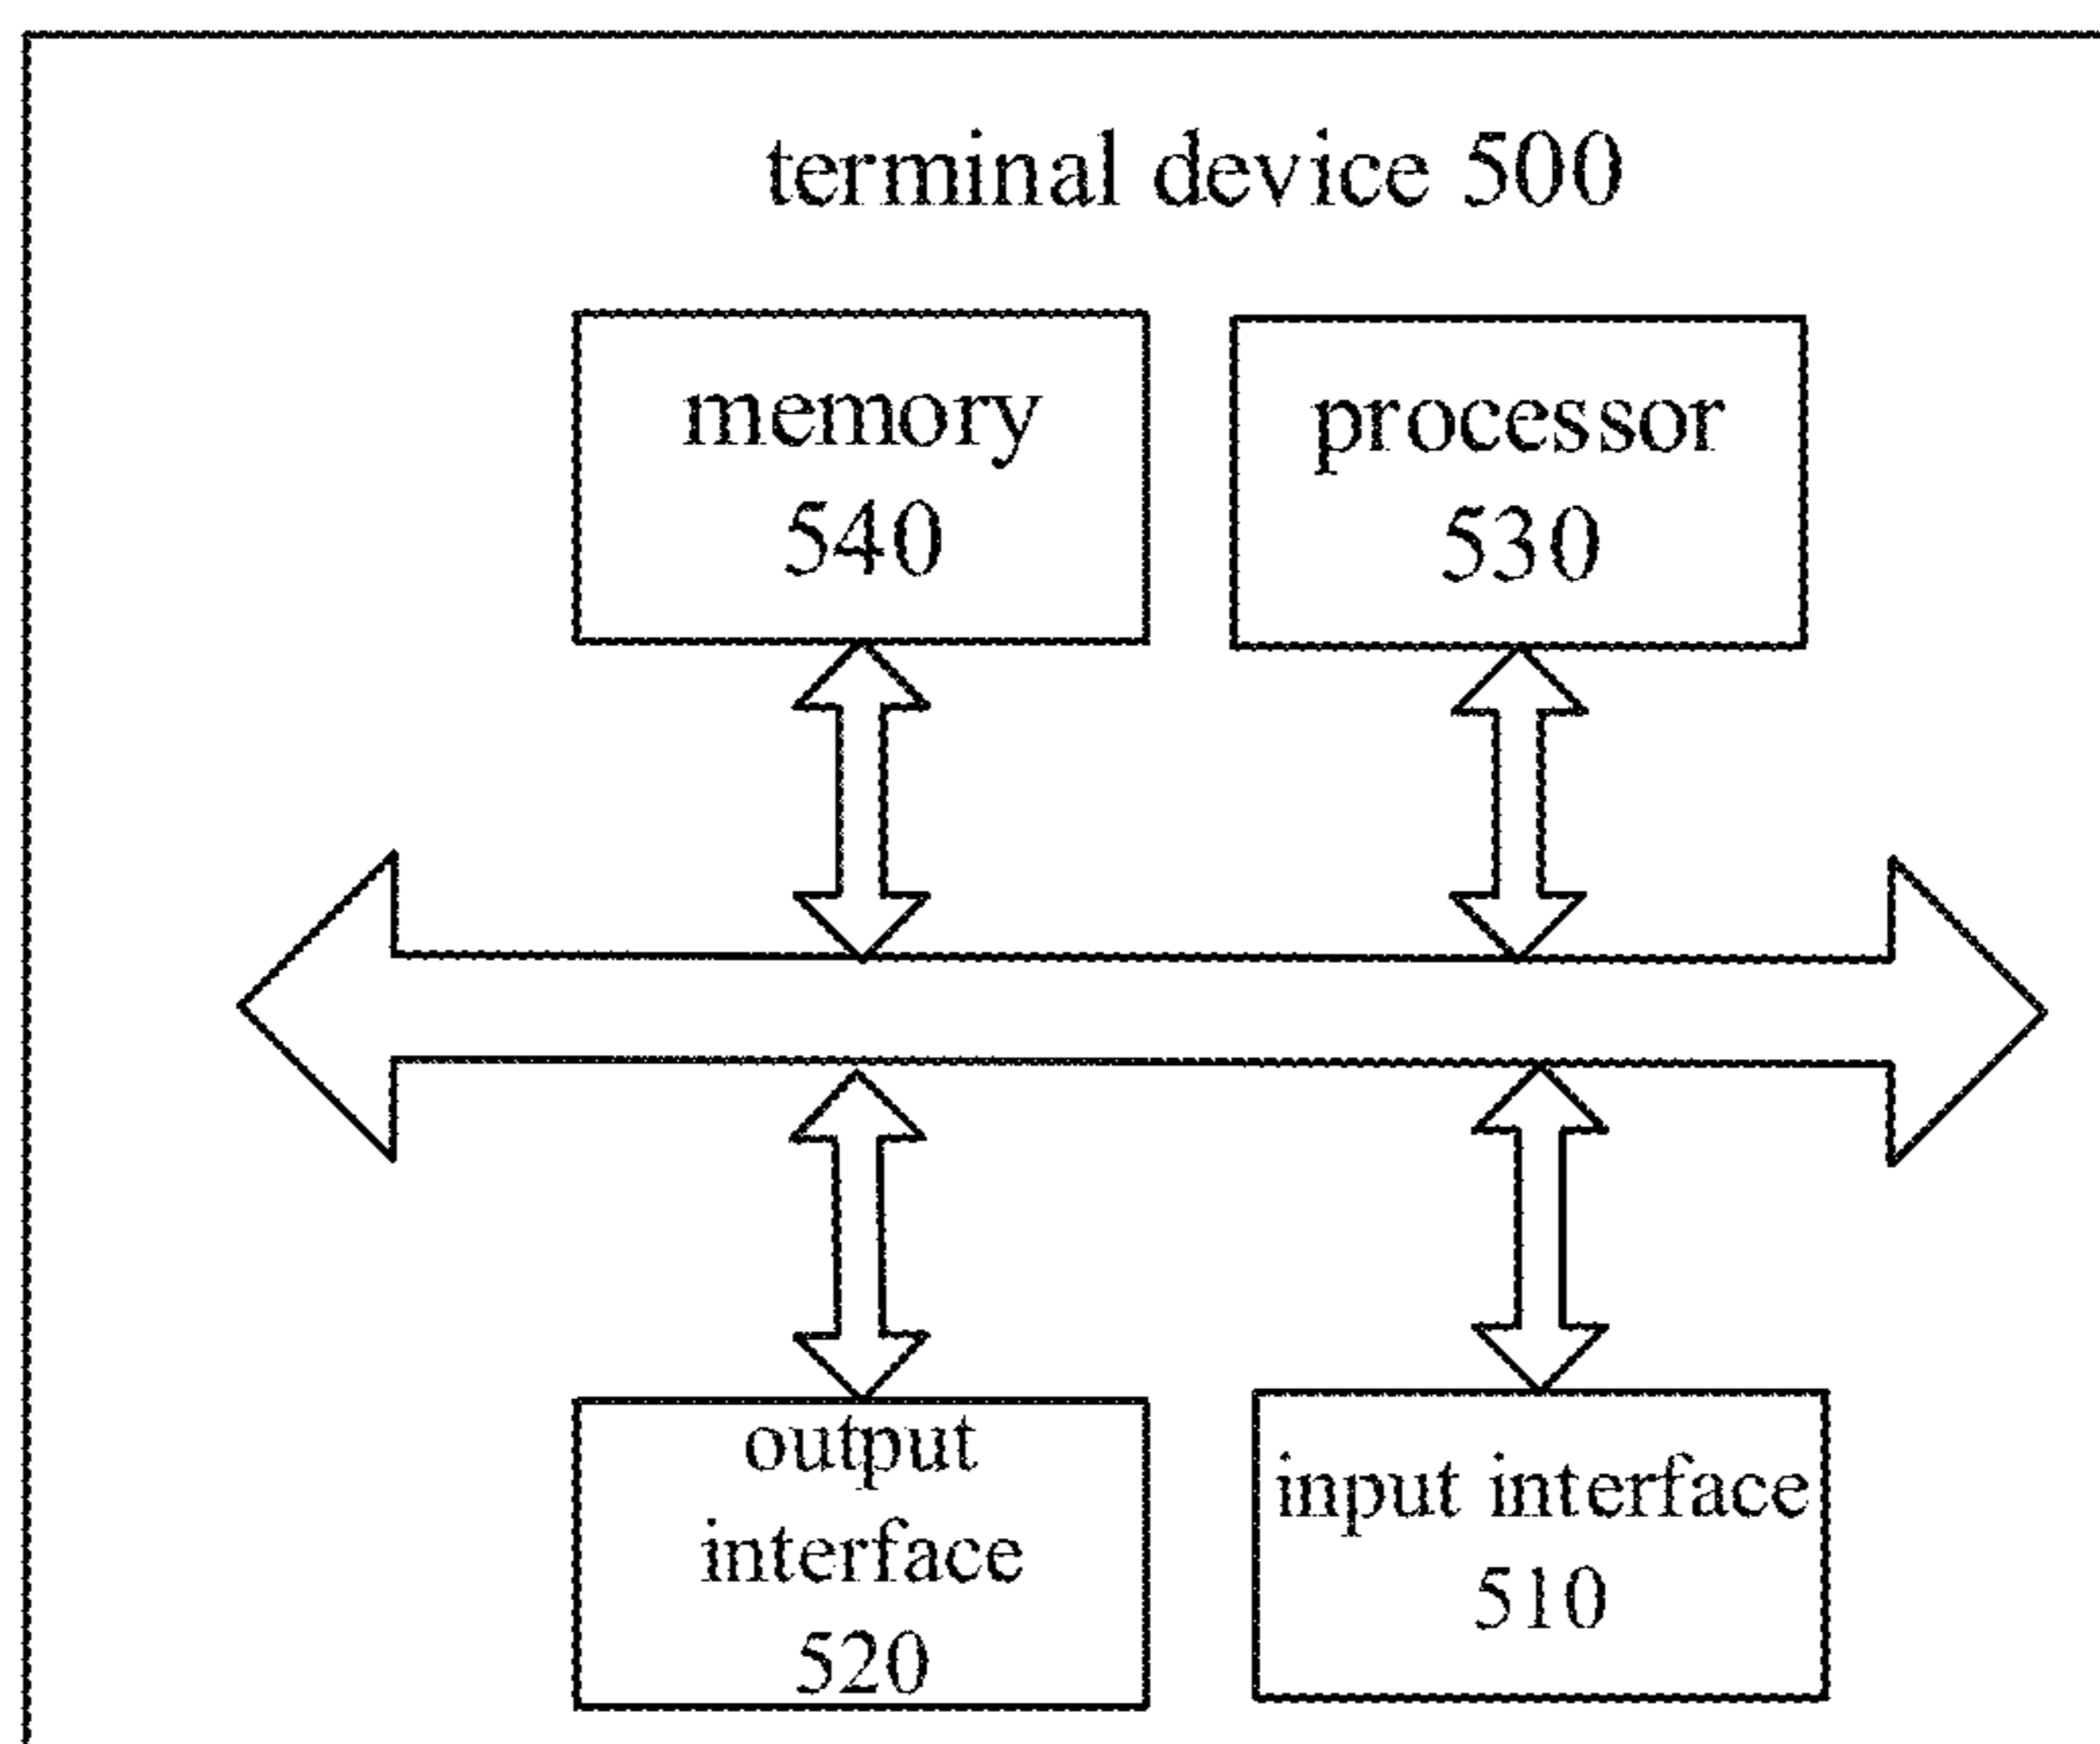 terminal device 500
memory
540
processor
530
output
interface
520
input interface
510